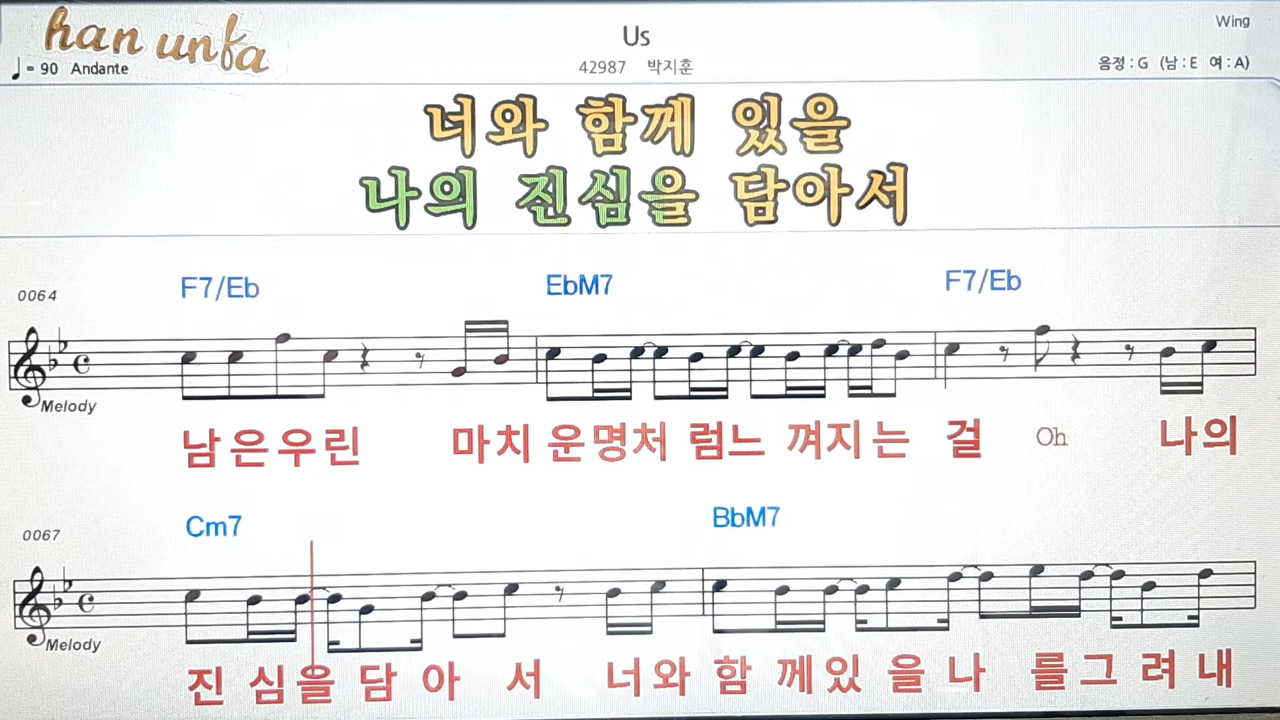 han unfa
Us
Wing
♩= 90 Andante
42987 박지훈
음정 : G (남 : E 여 : A)
너와 함께 있을
나의 진심을 담아서
0064
F7/Eb EbM7 F7/Eb
Melody
남은우린 마치 운명처 럼느 껴지는 걸 Oh 나의
0067
Cm7 BbM7
Melody
진 심을 담 아 서 너와 함 께있 을 나 를그 려 내